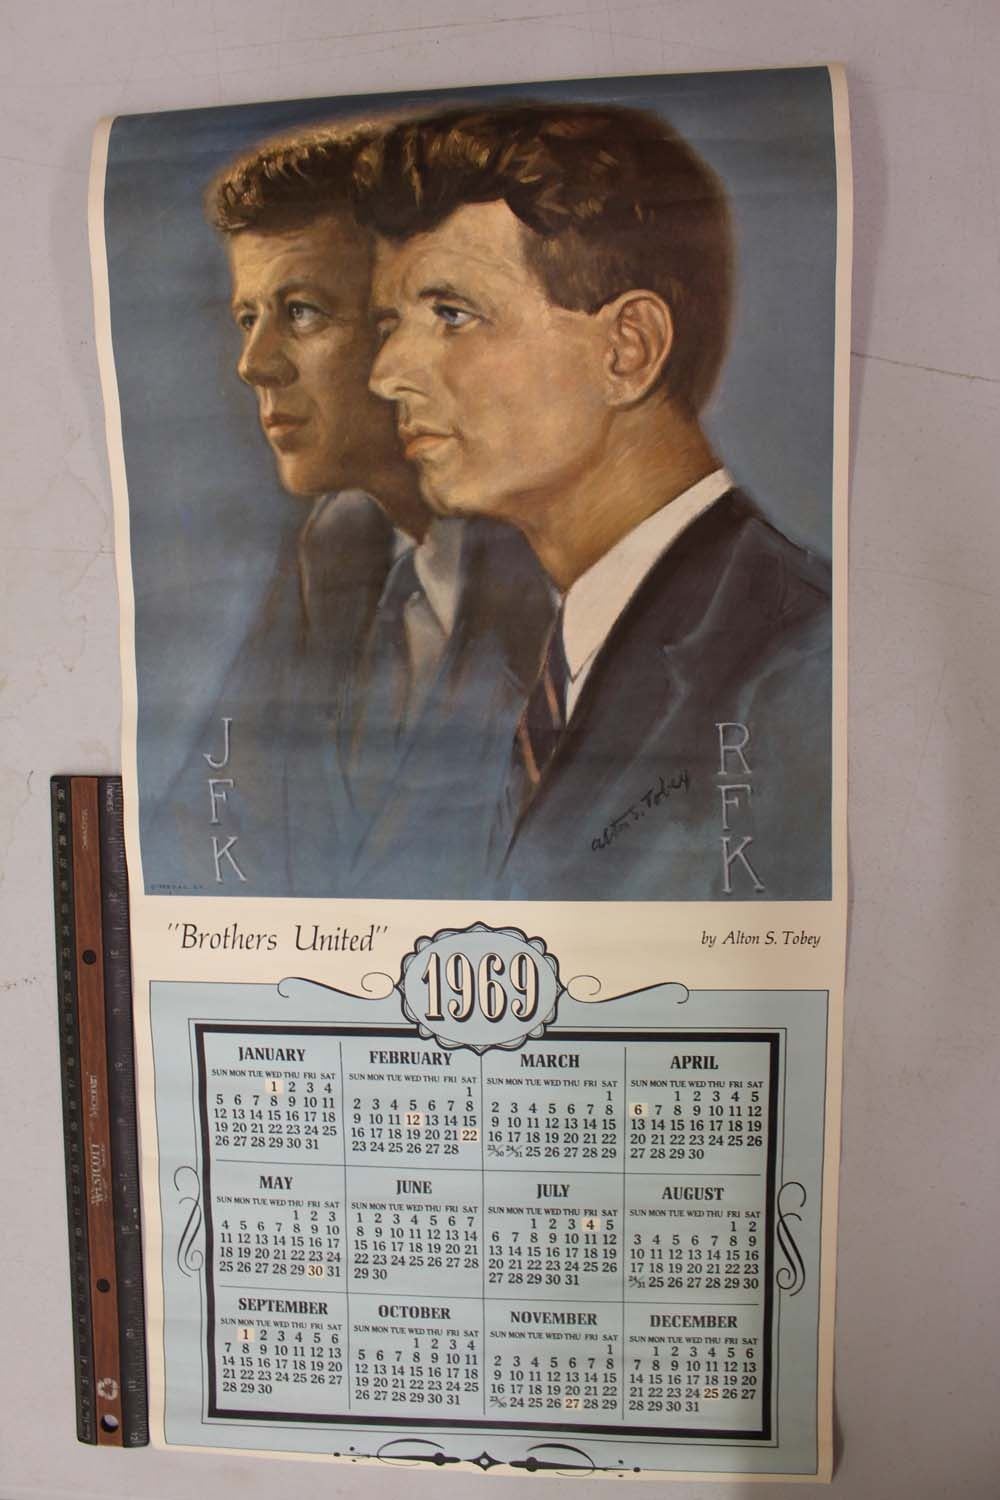 J
F
K
R
F
K
Alton S. Tobey
"Brothers United"
by Alton S. Tobey
1969
JANUARY
SUN MON TUE WED THU FRI SAT
1 2 3 4
5 6 7 8 9 10 11
12 13 14 15 16 17 18
19 20 21 22 23 24 25
26 27 28 29 30 31
FEBRUARY
SUN MON TUE WED THU FRI SAT
1
2 3 4 5 6 7 8
9 10 11 12 13 14 15
16 17 18 19 20 21 22
23 24 25 26 27 28
MARCH
SUN MON TUE WED THU FRI SAT
1
2 3 4 5 6 7 8
9 10 11 12 13 14 15
16 17 18 19 20 21 22
23/30 24/31 25 26 27 28 29
APRIL
SUN MON TUE WED THU FRI SAT
1 2 3 4 5
6 7 8 9 10 11 12
13 14 15 16 17 18 19
20 21 22 23 24 25 26
27 28 29 30
MAY
SUN MON TUE WED THU FRI SAT
1 2 3
4 5 6 7 8 9 10
11 12 13 14 15 16 17
18 19 20 21 22 23 24
25 26 27 28 29 30 31
JUNE
SUN MON TUE WED THU FRI SAT
1 2 3 4 5 6 7
8 9 10 11 12 13 14
15 16 17 18 19 20 21
22 23 24 25 26 27 28
29 30
JULY
SUN MON TUE WED THU FRI SAT
1 2 3 4 5
6 7 8 9 10 11 12
13 14 15 16 17 18 19
20 21 22 23 24 25 26
27 28 29 30 31
AUGUST
SUN MON TUE WED THU FRI SAT
1 2
3 4 5 6 7 8 9
10 11 12 13 14 15 16
17 18 19 20 21 22 23
24/31 25 26 27 28 29 30
SEPTEMBER
SUN MON TUE WED THU FRI SAT
1 2 3 4 5 6
7 8 9 10 11 12 13
14 15 16 17 18 19 20
21 22 23 24 25 26 27
28 29 30
OCTOBER
SUN MON TUE WED THU FRI SAT
1 2 3 4
5 6 7 8 9 10 11
12 13 14 15 16 17 18
19 20 21 22 23 24 25
26 27 28 29 30 31
NOVEMBER
SUN MON TUE WED THU FRI SAT
1
2 3 4 5 6 7 8
9 10 11 12 13 14 15
16 17 18 19 20 21 22
23/30 24 25 26 27 28 29
DECEMBER
SUN MON TUE WED THU FRI SAT
1 2 3 4 5 6
7 8 9 10 11 12 13
14 15 16 17 18 19 20
21 22 23 24 25 26 27
28 29 30 31
INCHES
WESTCOTT